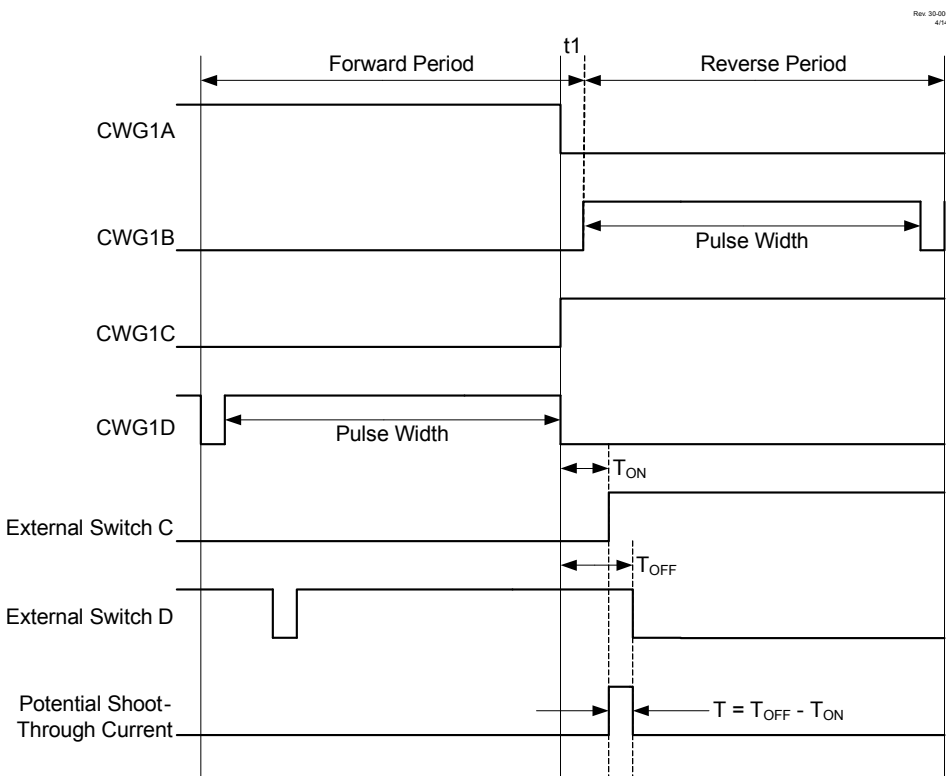 Rev. 30-00
4/14
t1
Forward Period
Reverse Period
CWG1A
CWG1B
Pulse Width
CWG1C
CWG1D
Pulse Width
TON
External Switch C
TOFF
External Switch D
Potential Shoot-
Through Current
T = TOFF - TON